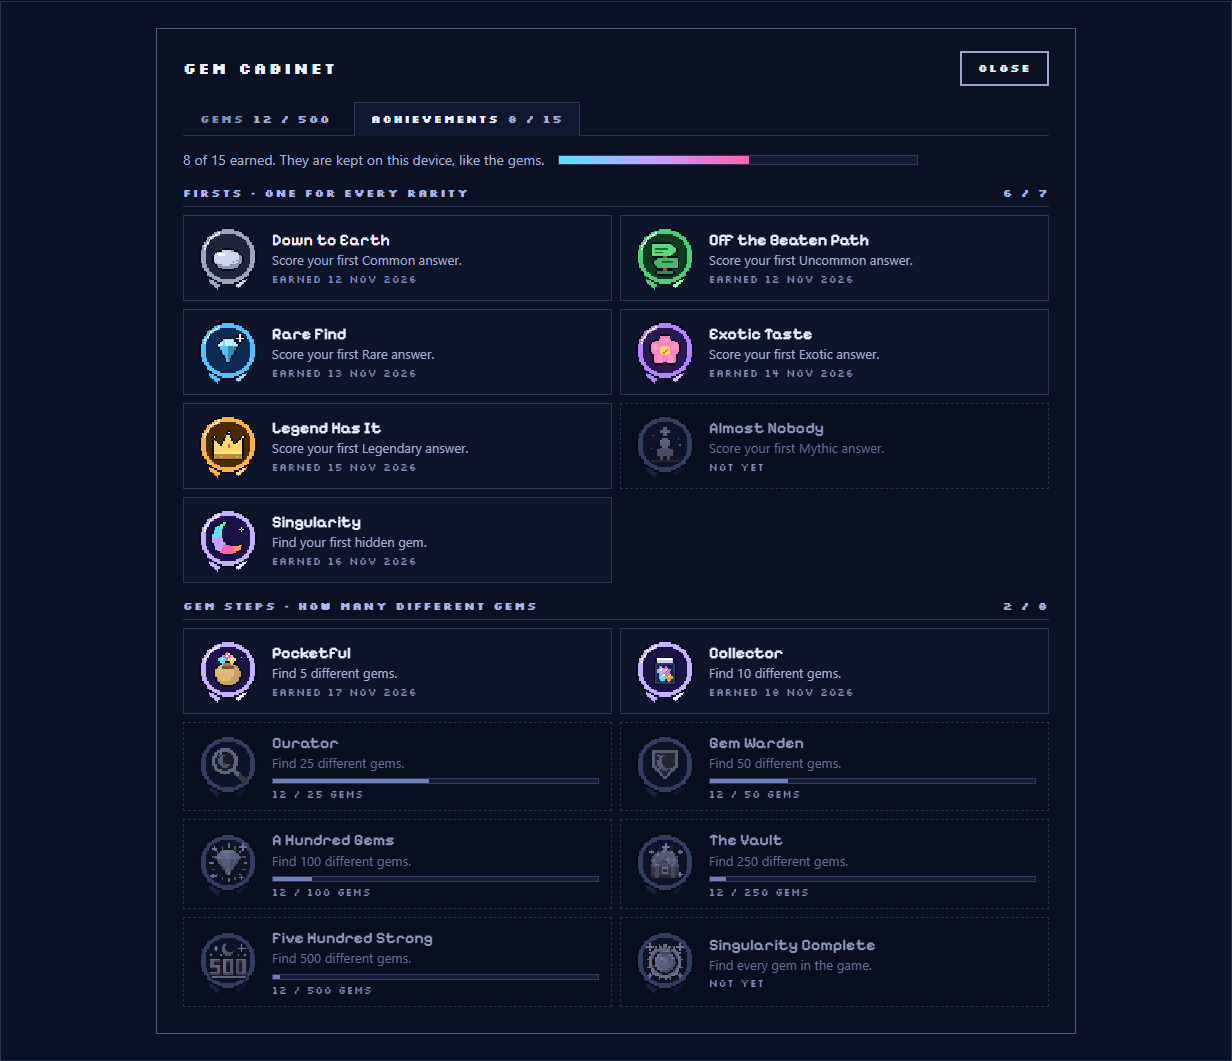 GEM CABINET
CLOSE
GEMS 12 / 500
ACHIEVEMENTS 8 / 15
8 of 15 earned. They are kept on this device, like the gems.
FIRSTS · ONE FOR EVERY RARITY
6 / 7
Down to Earth
Score your first Common answer.
EARNED 12 NOV 2026
Off the Beaten Path
Score your first Uncommon answer.
EARNED 12 NOV 2026
Rare Find
Score your first Rare answer.
EARNED 13 NOV 2026
Exotic Taste
Score your first Exotic answer.
EARNED 14 NOV 2026
Legend Has It
Score your first Legendary answer.
EARNED 15 NOV 2026
Almost Nobody
Score your first Mythic answer.
NOT YET
Singularity
Find your first hidden gem.
EARNED 16 NOV 2026
GEM STEPS · HOW MANY DIFFERENT GEMS
2 / 8
Pocketful
Find 5 different gems.
EARNED 17 NOV 2026
Collector
Find 10 different gems.
EARNED 18 NOV 2026
Curator
Find 25 different gems.
12 / 25 GEMS
Gem Warden
Find 50 different gems.
12 / 50 GEMS
A Hundred Gems
Find 100 different gems.
12 / 100 GEMS
The Vault
Find 250 different gems.
12 / 250 GEMS
500
Five Hundred Strong
Find 500 different gems.
12 / 500 GEMS
Singularity Complete
Find every gem in the game.
NOT YET